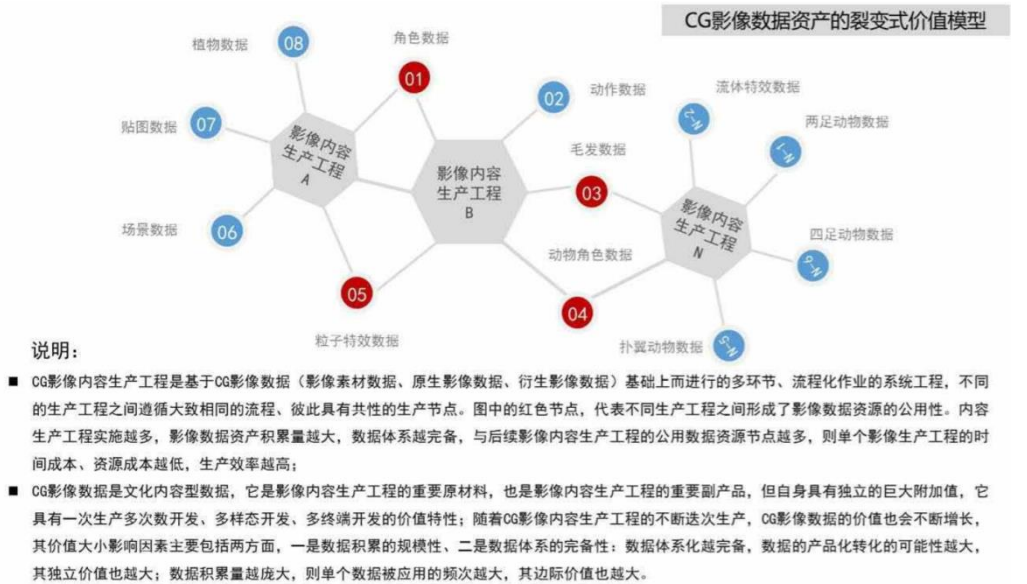 CG影像数据资产的裂变式价值模型
植物数据
08
角色数据
01
02
动作数据
流体特效数据
N-2
两足动物数据
N-1
贴图数据
07
影像内容
生产工程
A
影像内容
生产工程
B
毛发数据
03
影像内容
生产工程
N
场景数据
06
动物角色数据
四足动物数据
N-6
05
04
粒子特效数据
扑翼动物数据
N-5
说明：
■ CG影像内容生产工程是基于CG影像数据（影像素材数据、原生影像数据、衍生影像数据）基础上而进行的多环节、流程化作业的系统工程，不同
的生产工程之间遵循大致相同的流程、彼此具有共性的生产节点。图中的红色节点，代表不同生产工程之间形成了影像数据资源的公用性。内容
生产工程实施越多，影像数据资产积累量越大，数据体系越完备，与后续影像内容生产工程的公用数据资源节点越多，则单个影像生产工程的时
间成本、资源成本越低，生产效率越高；
■ CG影像数据是文化内容型数据，它是影像内容生产工程的重要原材料，也是影像内容生产工程的重要副产品，但自身具有独立的巨大附加值，它
具有一次生产多次数开发、多样态开发、多终端开发的价值特性；随着CG影像内容生产工程的不断迭次生产，CG影像数据的价值也会不断增长，
其价值大小影响因素主要包括两方面，一是数据积累的规模性、二是数据体系的完备性：数据体系化越完备，数据的产品化转化的可能性越大，
其独立价值也越大；数据积累量越庞大，则单个数据被应用的频次越大，其边际价值也越大。